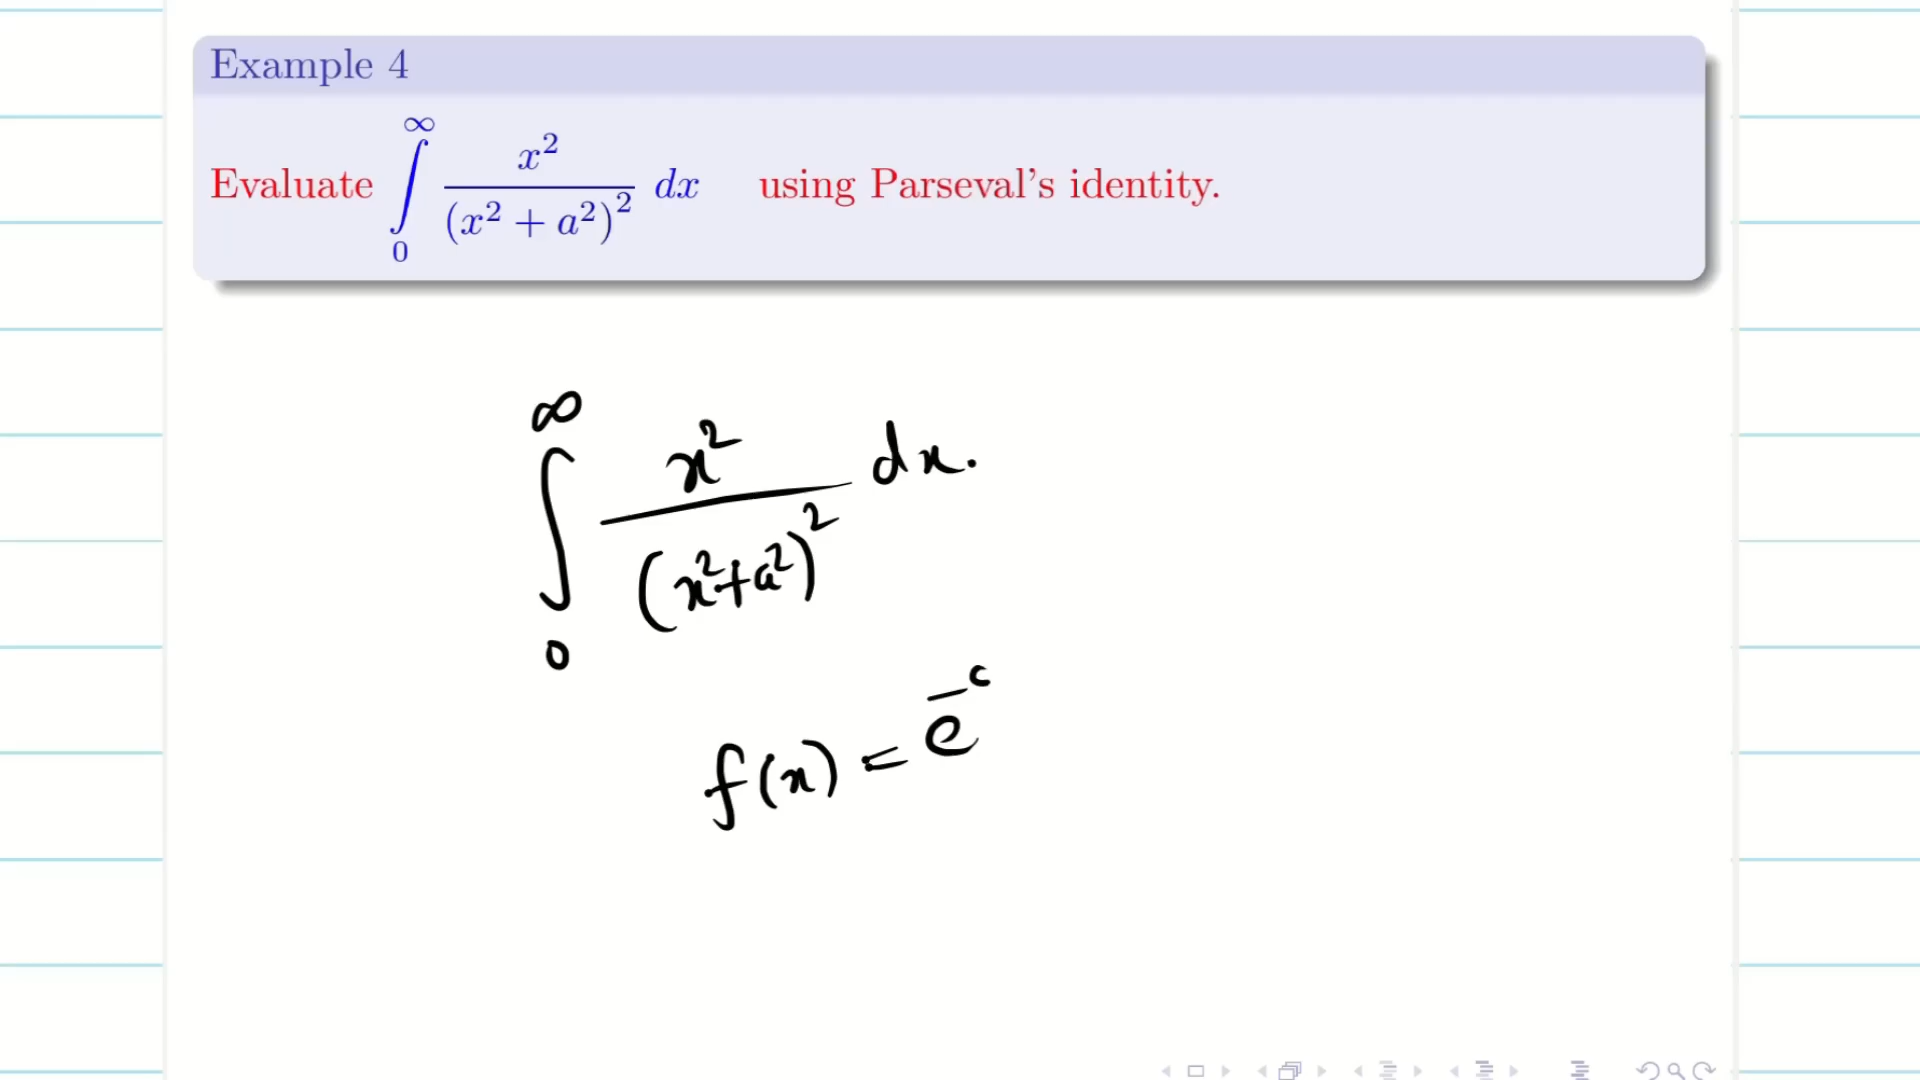 Example 4
Evaluate ∫₀^∞ x²/(x² + a²)² dx using Parseval's identity.
∫₀^∞ x²/(x²+a²)² dx.
f(x) = e^{-c